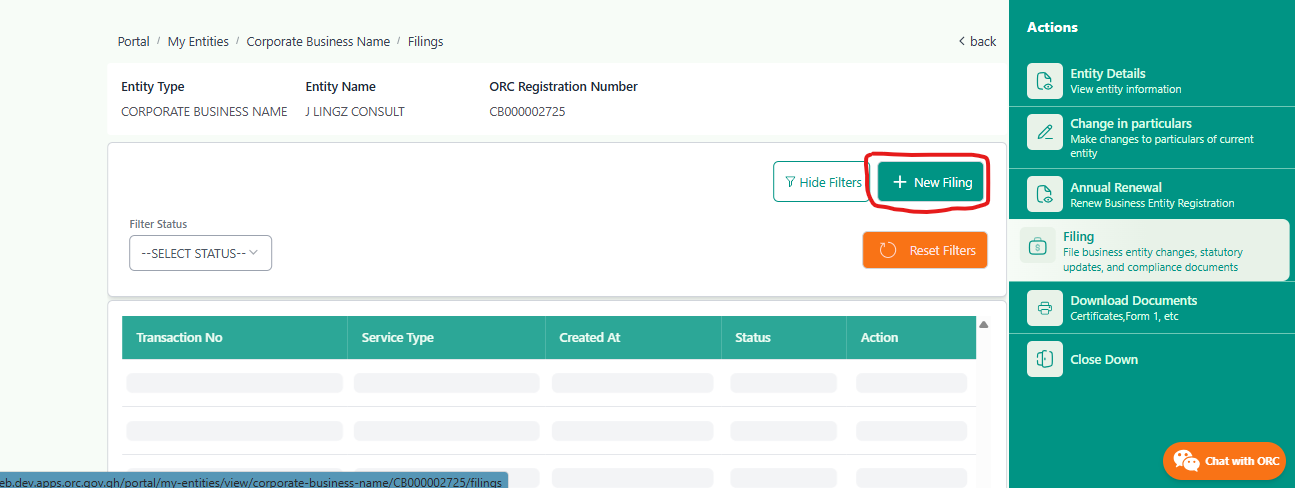 Actions
Portal / My Entities / Corporate Business Name / Filings
< back
Entity Type
Entity Name
ORC Registration Number
CORPORATE BUSINESS NAME
J LINGZ CONSULT
CB000002725
Hide Filters
+ New Filing
Filter Status
--SELECT STATUS--
Reset Filters
Transaction No
Service Type
Created At
Status
Action
Entity Details
View entity information
Change in particulars
Make changes to particulars of current
entity
Annual Renewal
Renew Business Entity Registration
Filing
File business entity changes, statutory
updates, and compliance documents
Download Documents
Certificates,Form 1, etc
Close Down
Chat with ORC
eb.dev.apps.orc.gov.gh/portal/my-entities/view/corporate-business-name/CB000002725/filings